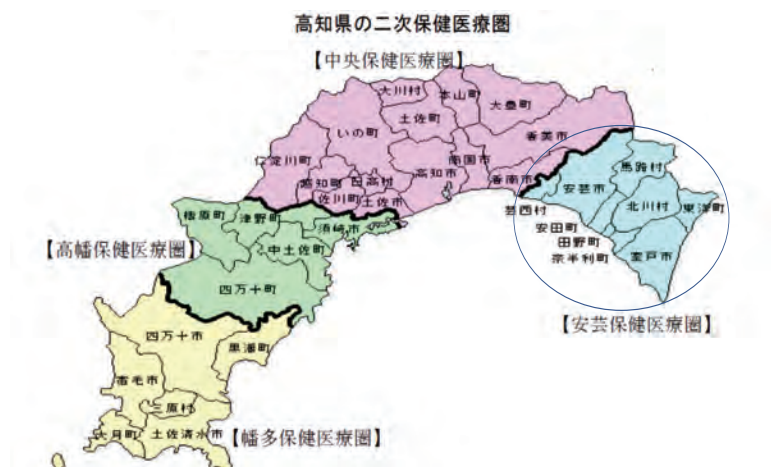 高知県の二次保健医療圏
【中央保健医療圏】
大川村
本山町
大豊町
土佐町
いの町
香美市
仁淀川町
南国市
高知市
香南市
越知町
日高村
佐川町
土佐市
馬路村
安芸市
北川村
東洋町
芸西村
安田町
田野町
奈半利町
室戸市
【安芸保健医療圏】
檮原町
津野町
須崎市
【高幡保健医療圏】
中土佐町
四万十町
四万十市
黒潮町
宿毛市
三原村
大月町
土佐清水市
【幡多保健医療圏】